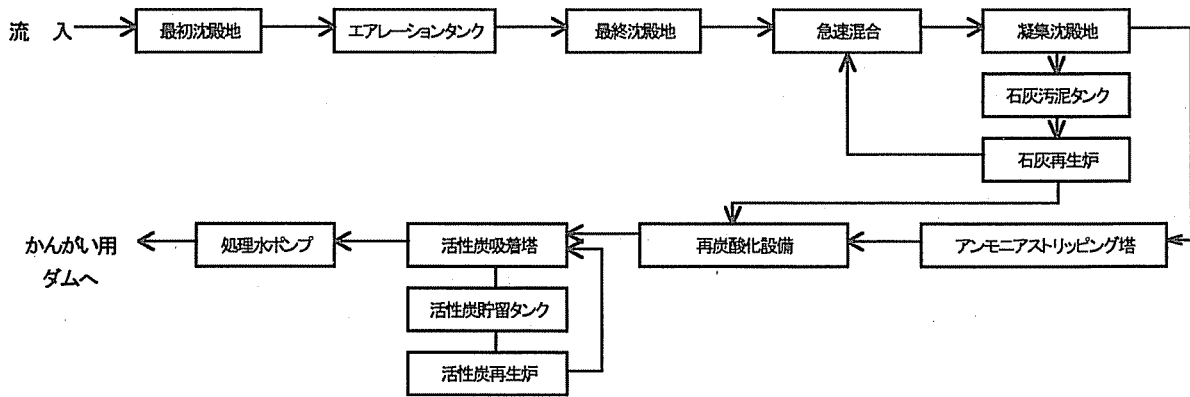 流　入
最初沈殿地
エアレーションタンク
最終沈殿地
急速混合
凝集沈殿地
石灰汚泥タンク
石灰再生炉
かんがい用
ダムへ
処理水ポンプ
活性炭吸着塔
再炭酸化設備
アンモニアストリッピング塔
活性炭貯留タンク
活性炭再生炉